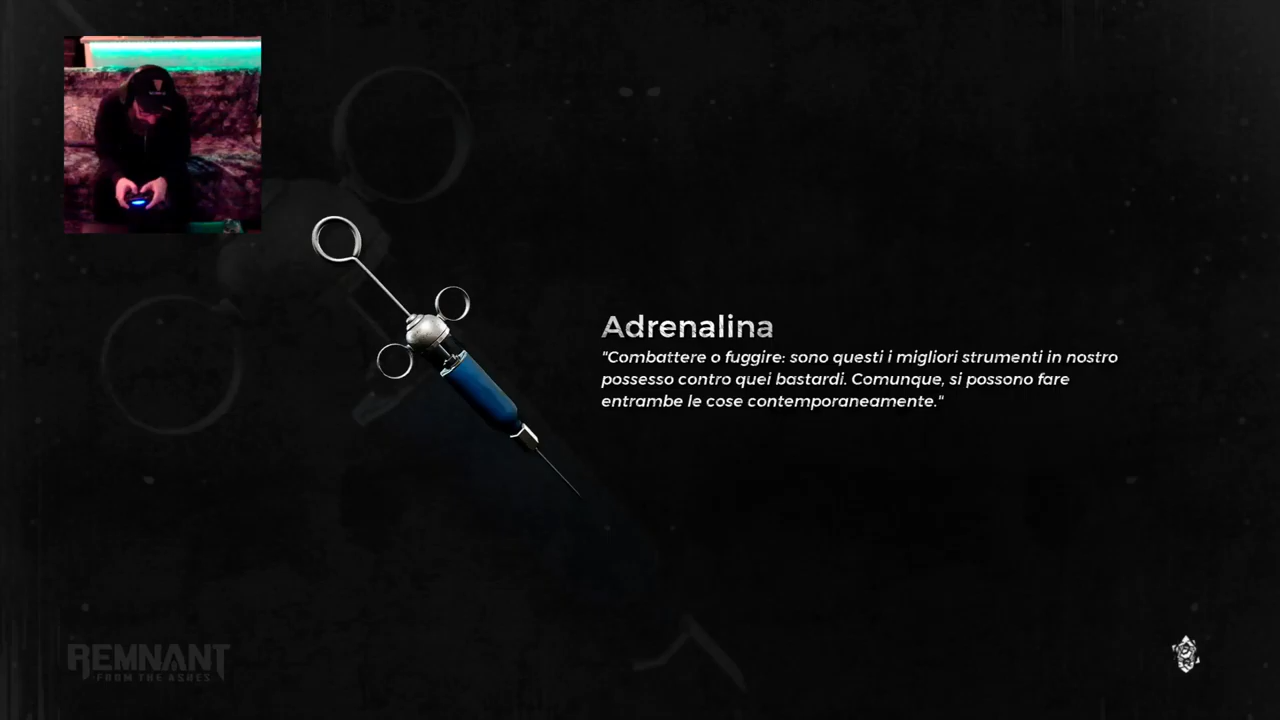 Adrenalina
"Combattere o fuggire: sono questi i migliori strumenti in nostro
possesso contro quei bastardi. Comunque, si possono fare
entrambe le cose contemporaneamente."
REMNANT
FROM THE ASHES